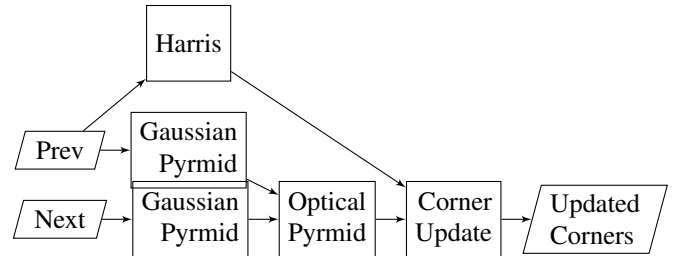 Harris
Prev
Gaussian
Pyrmid
Next
Gaussian
Pyrmid
Optical
Pyrmid
Corner
Update
Updated
Corners